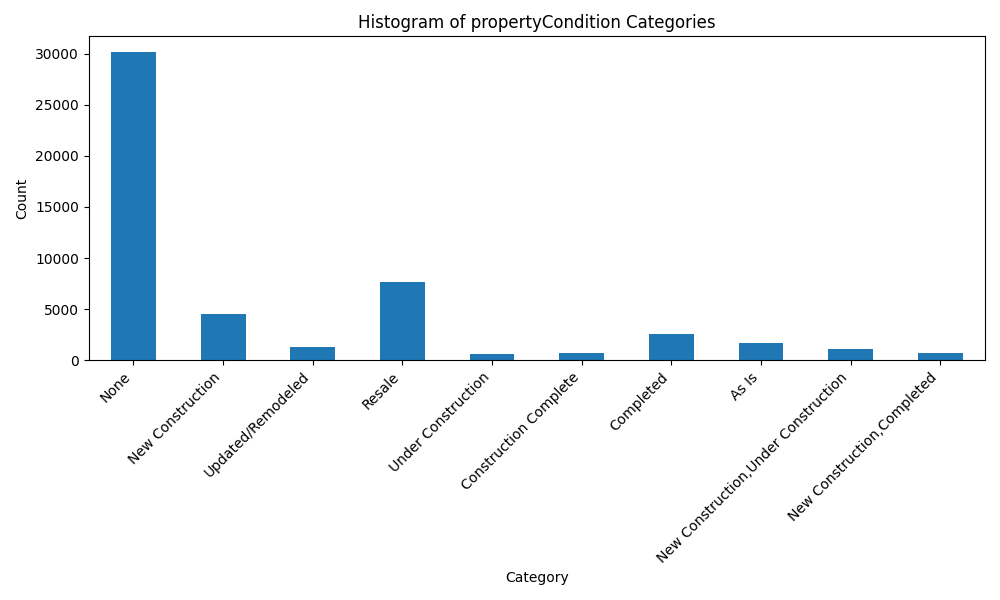 Histogram of propertyCondition Categories
30000
25000
20000
15000
10000
5000
0
Count
None
New Construction
Updated/Remodeled
Resale
Under Construction
Construction Complete
Completed
As Is
New Construction,Under Construction
New Construction,Completed
Category